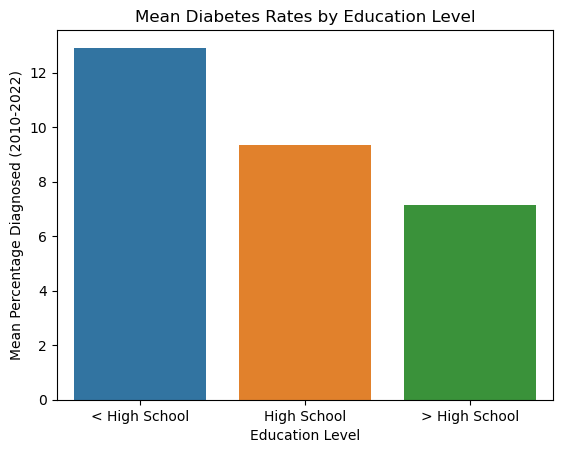 Mean Diabetes Rates by Education Level
Mean Percentage Diagnosed (2010-2022)
12
10
8
6
4
2
0
< High School
High School
> High School
Education Level